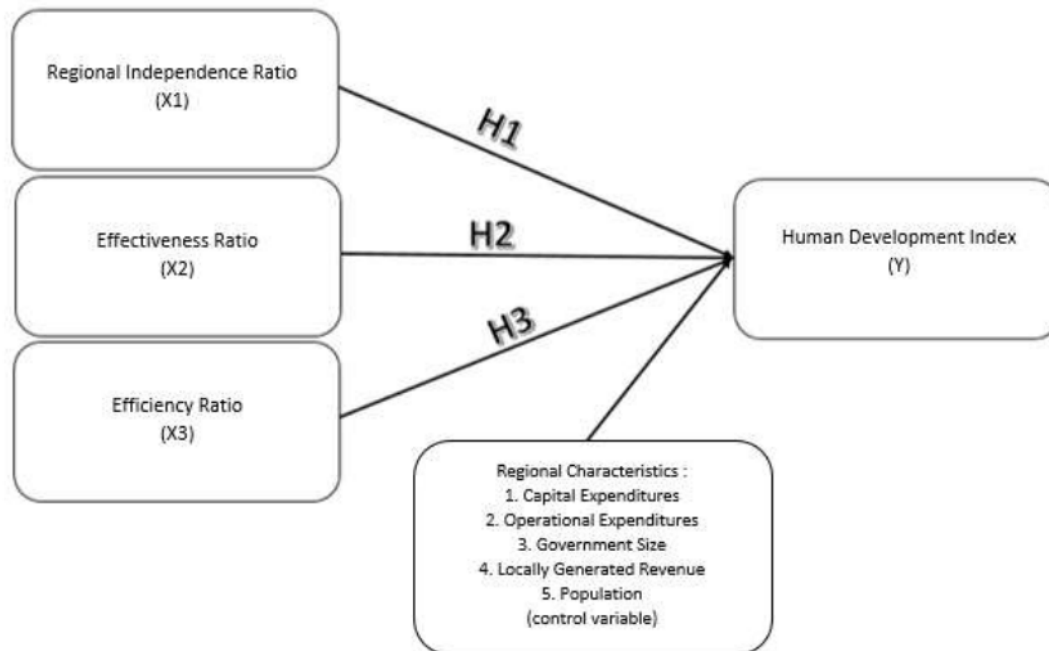 Regional Independence Ratio
(X1)
H1
Effectiveness Ratio
(X2)
H2
Human Development Index
(Y)
Efficiency Ratio
(X3)
H3
Regional Characteristics :
1. Capital Expenditures
2. Operational Expenditures
3. Government Size
4. Locally Generated Revenue
5. Population
(control variable)